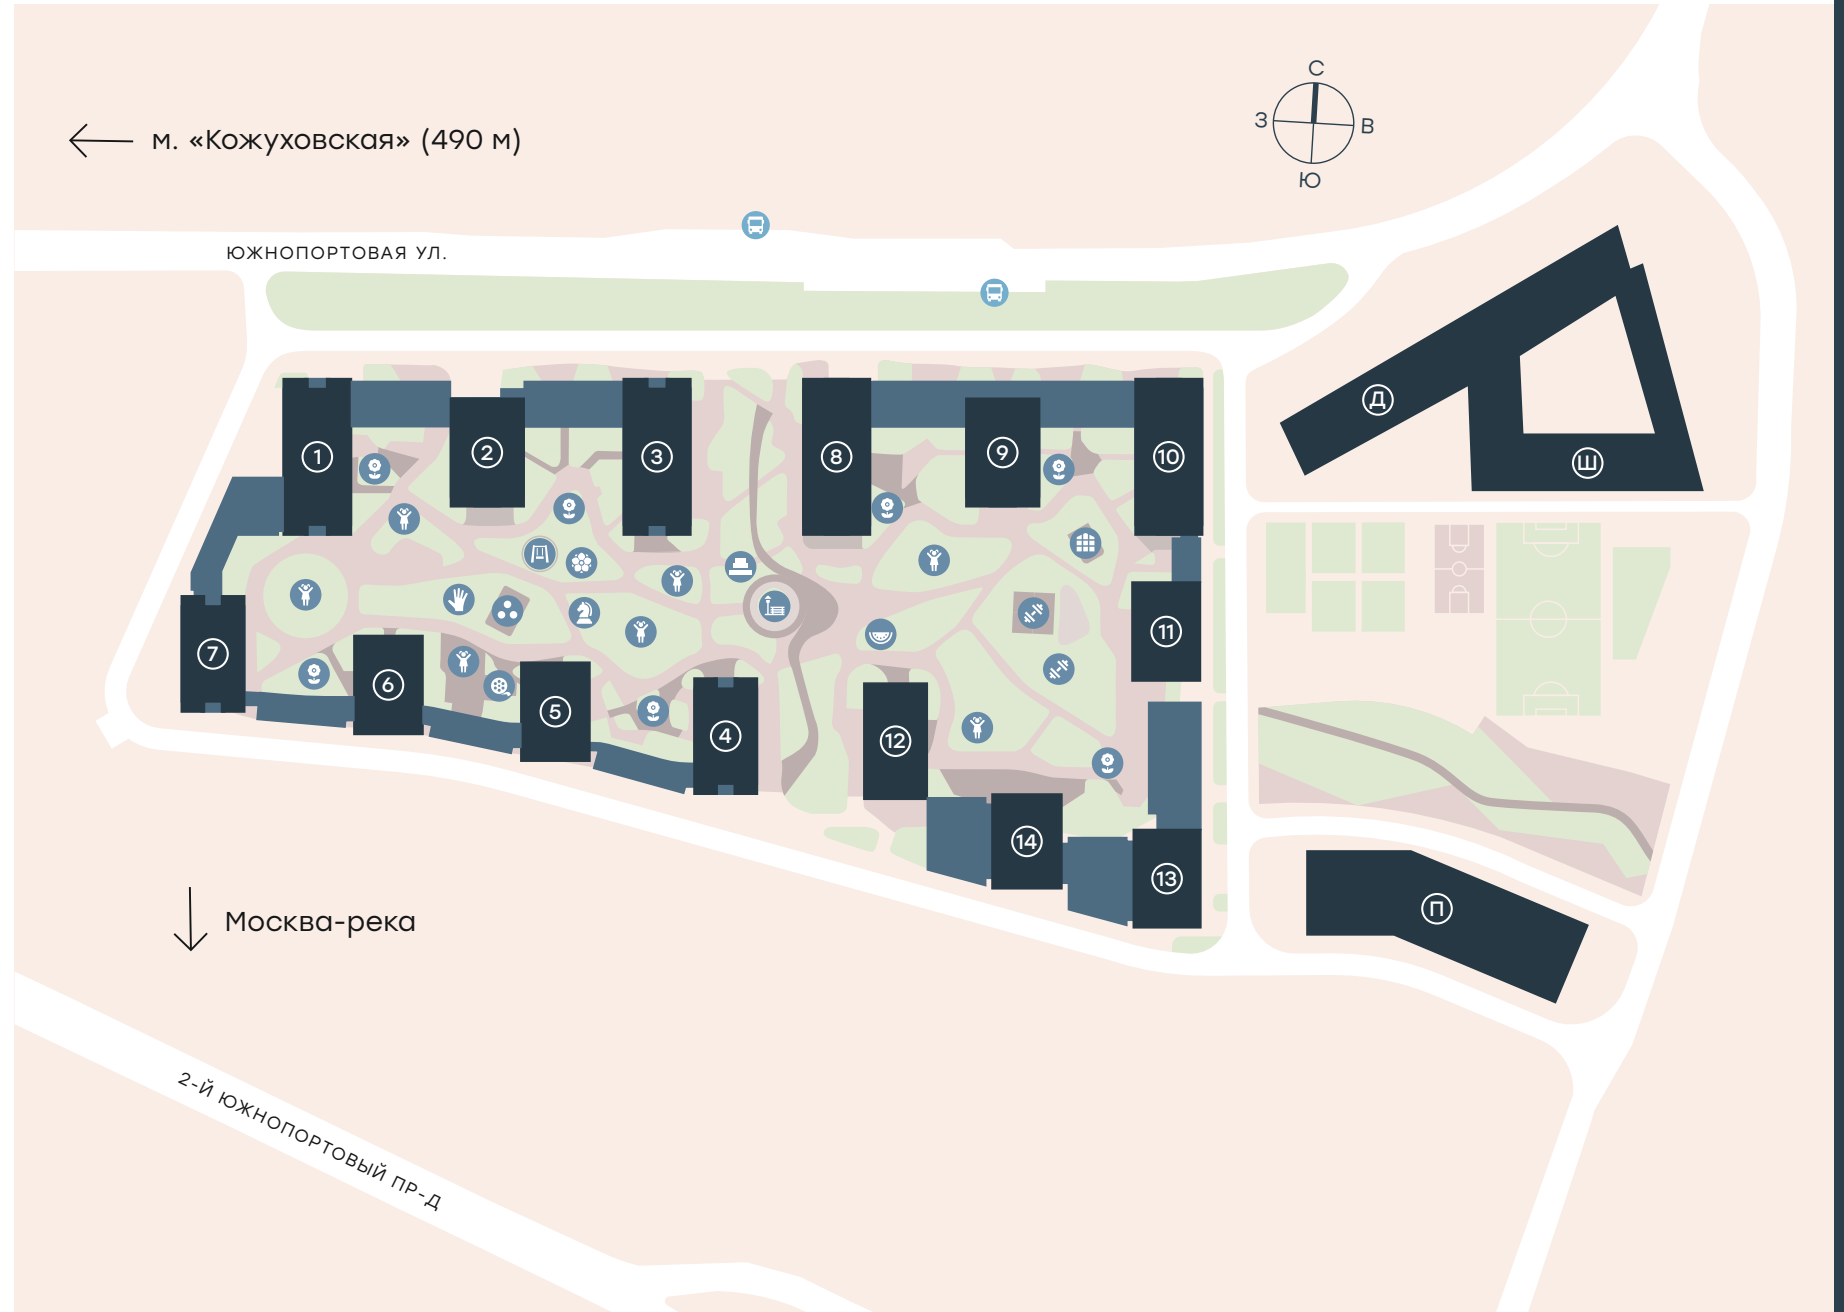 С
З
В
Ю
м. «Кожуховская» (490 м)
ЮЖНОПОРТОВАЯ УЛ.
1
2
3
8
9
10
Д
Ш
7
6
5
4
11
12
14
13
П
Москва-река
2-Й ЮЖНОПОРТОВЫЙ ПР-Д